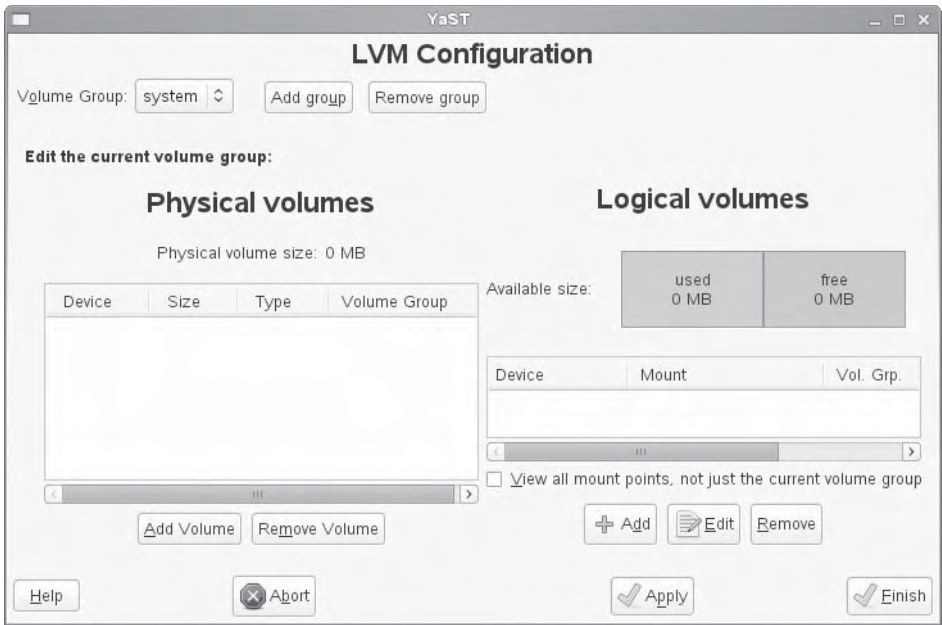 YaST
LVM Configuration
Volume Group: system Add group Remove group
Edit the current volume group:
Physical volumes
Physical volume size: 0 MB
Device Size Type Volume Group
Add Volume Remove Volume
Logical volumes
Available size:
used
0 MB
free
0 MB
Device Mount Vol. Grp.
View all mount points, not just the current volume group
Add Edit Remove
Help Abort Apply Finish